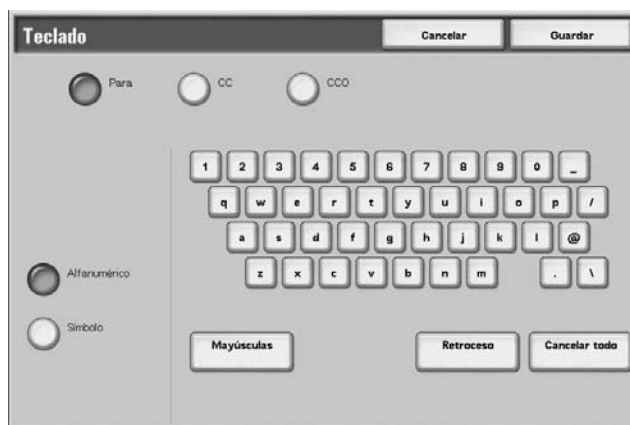 Teclado Cancelar Guardar
Para CC CCO
1 2 3 4 5 6 7 8 9 0 _
q w e r t y u i o p /
a s d f g h j k l @
Alfanumérico
z x c v b n m . \
Símbolo
Mayúsculas Retroceso Cancelar todo